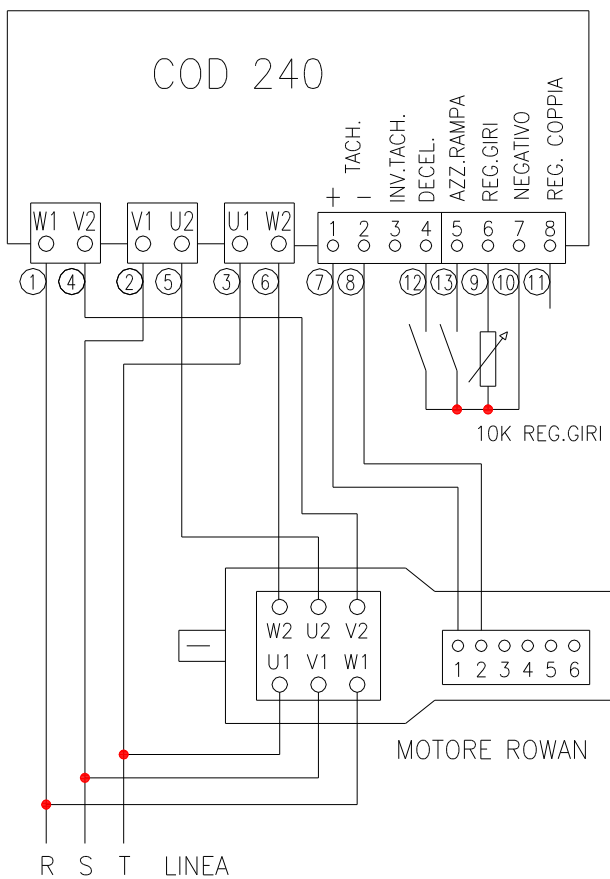 COD 240
+ TACH. -
INV.TACH.
DECEL.
AZZ.RAMPA
REG.GIRI
NEGATIVO
REG. COPPIA
W1 V2 V1 U2 U1 W2 1 2 3 4 5 6 7 8
1 4 2 5 3 6 7 8 12 13 9 10 11
10K REG.GIRI
W2 U2 V2
U1 V1 W1
1 2 3 4 5 6
MOTORE ROWAN
R S T LINEA